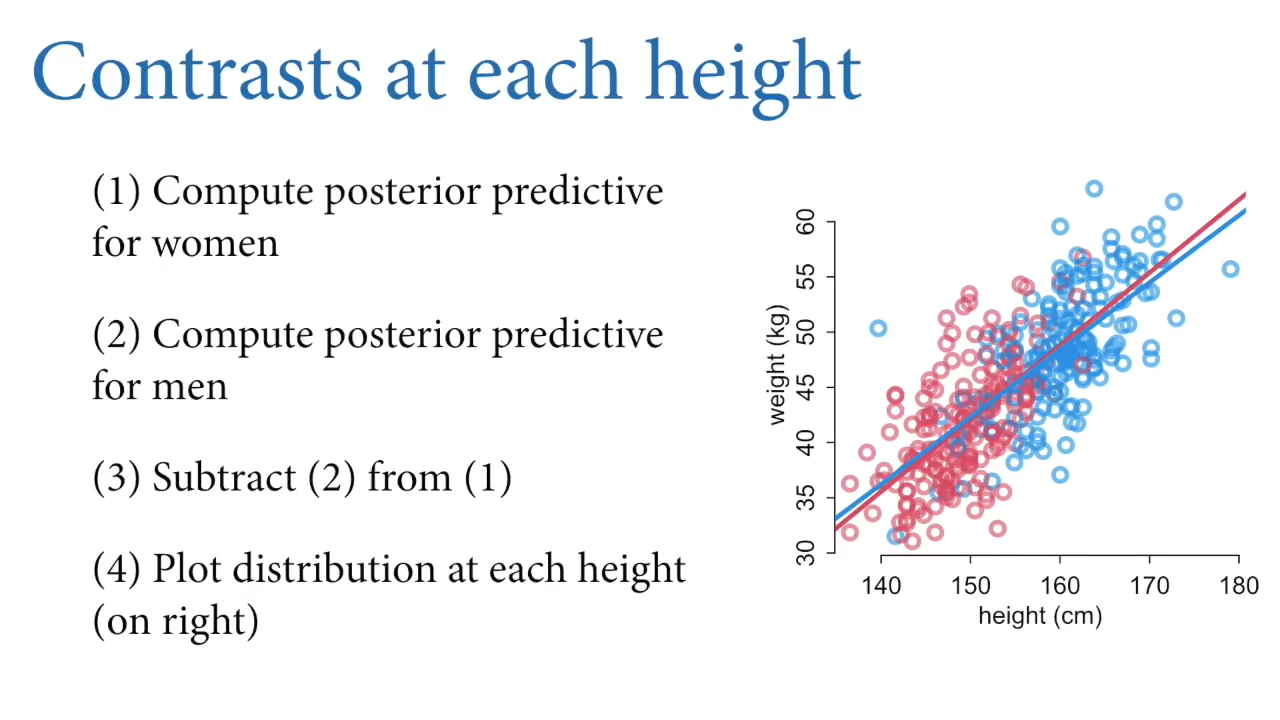 Contrasts at each height
(1) Compute posterior predictive
for women
(2) Compute posterior predictive
for men
(3) Subtract (2) from (1)
(4) Plot distribution at each height
(on right)
weight (kg)
60
55
50
45
40
35
30
140 150 160 170 180
height (cm)